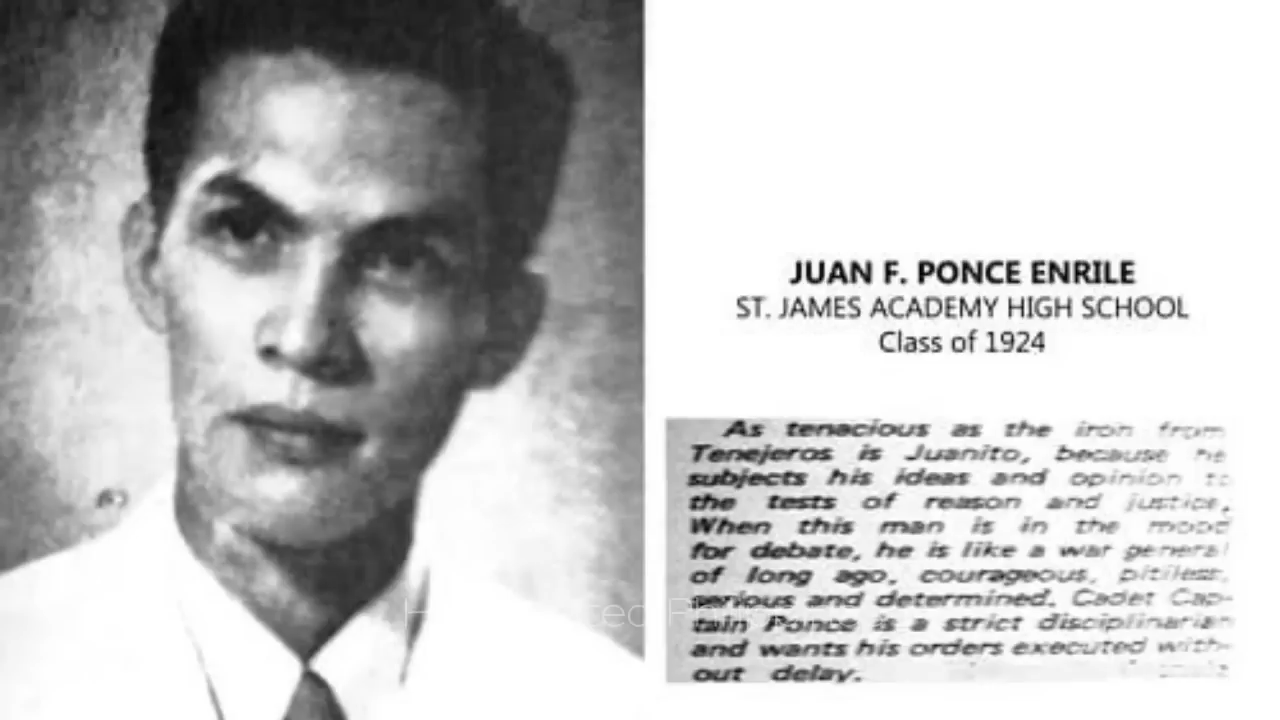 JUAN F. PONCE ENRILE
ST. JAMES ACADEMY HIGH SCHOOL
Class of 1924
As tenacious as the iron from
Tenejeros is Juanito, because he
subjects his ideas and opinion to
the tests of reason and justice.
When this man is in the mood
for debate, he is like a war general
of long ago, courageous, pitiless,
serious and determined. Cadet Cap-
tain Ponce is a strict disciplinarian
and wants his orders executed with-
out delay.